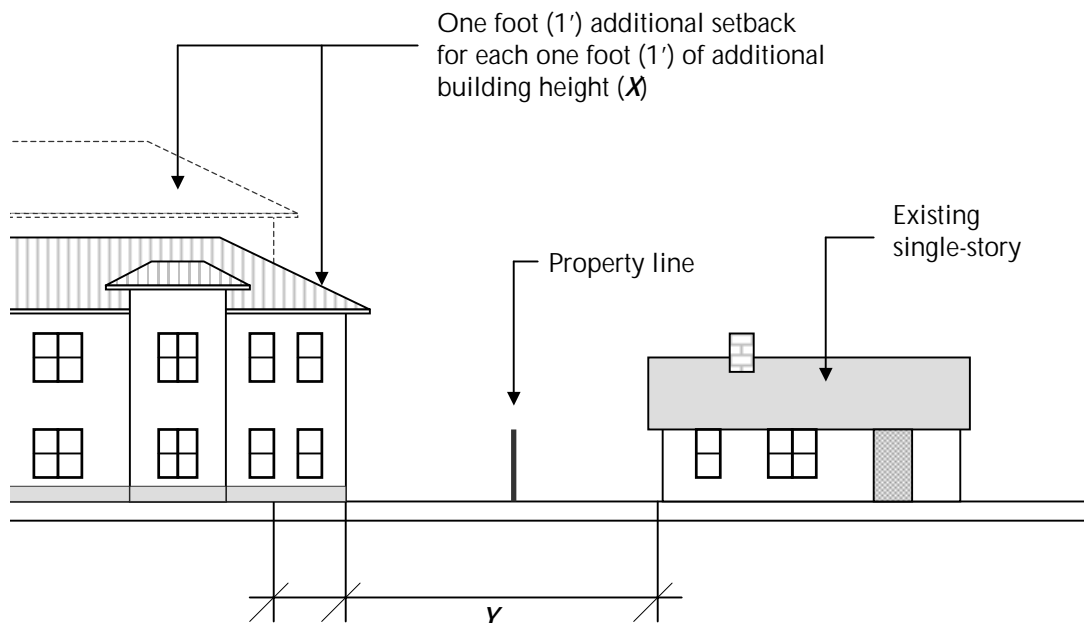 One foot (1') additional setback
for each one foot (1') of additional
building height (X)
Existing
single-story
Property line